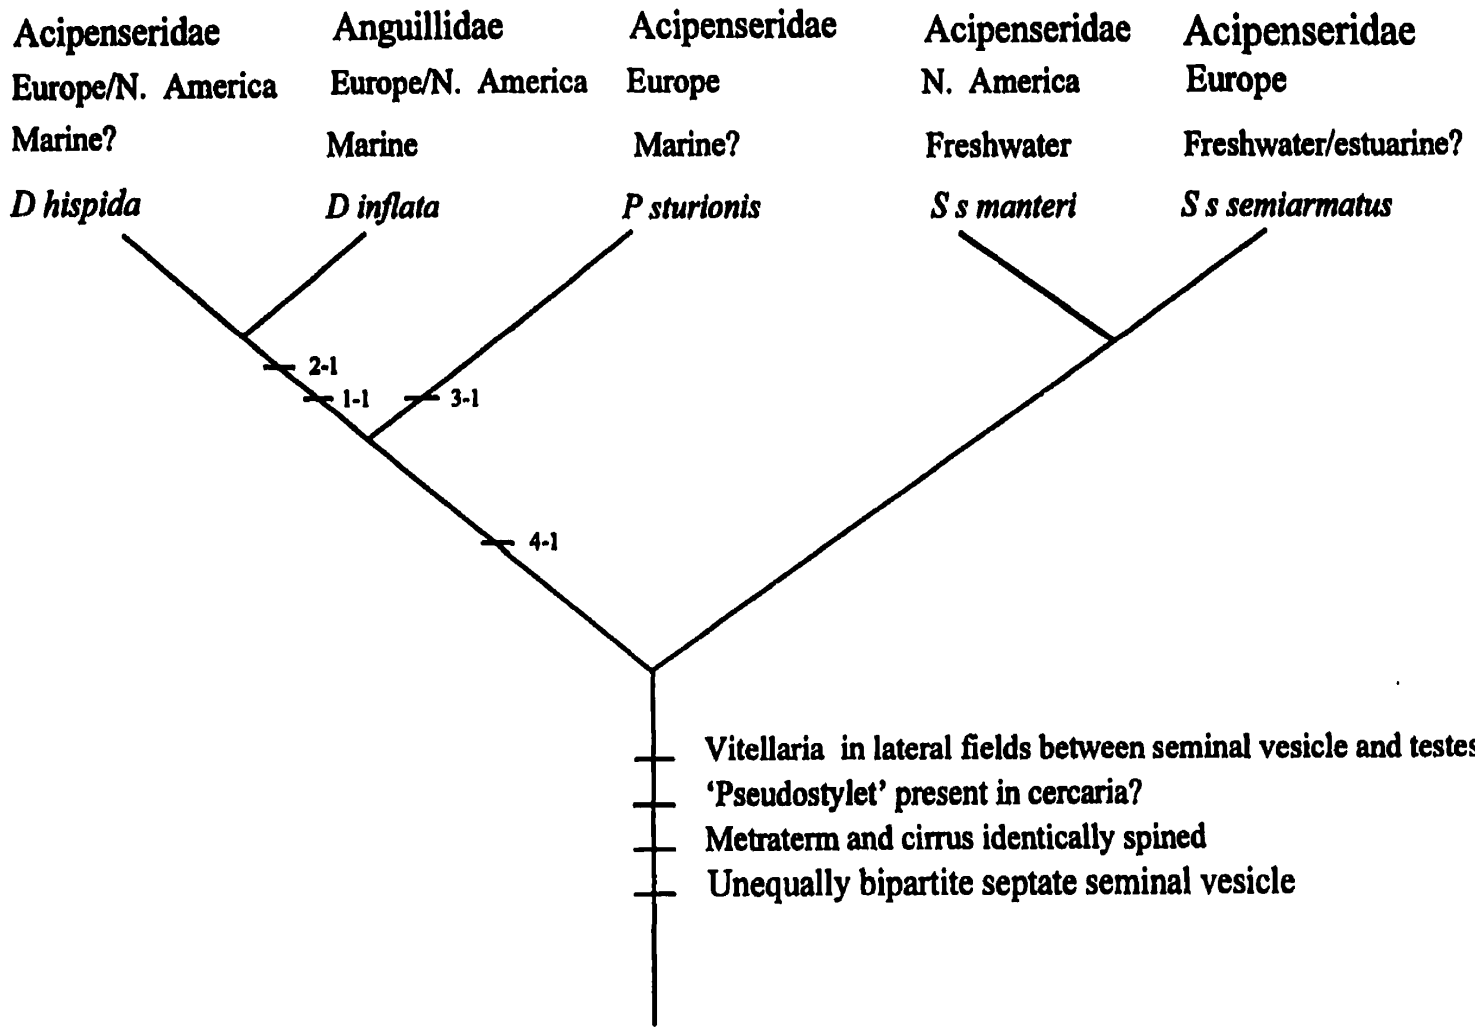 Acipenseridae
Europe/N. America
Marine?
D hispida
Anguillidae
Europe/N. America
Marine
D inflata
Acipenseridae
Europe
Marine?
P sturionis
Acipenseridae
N. America
Freshwater
S s manteri
Acipenseridae
Europe
Freshwater/estuarine?
S s semiarmatus
2-1
1-1
3-1
4-1
Vitellaria in lateral fields between seminal vesicle and testes
‘Pseudostylet’ present in cercaria?
Metraterm and cirrus identically spined
Unequally bipartite septate seminal vesicle